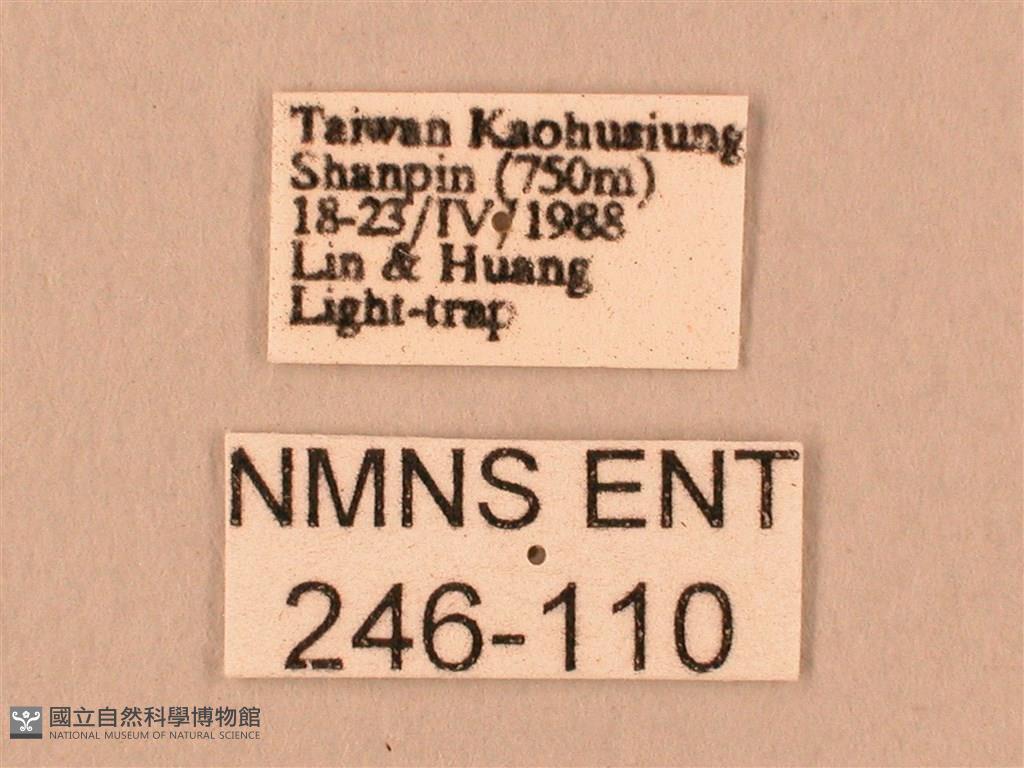 Taiwan Kaohusiung
Shanpin (750m)
18-23/IV/1988
Lin & Huang
Light-trap
NMNS ENT
246-110
國立自然科學博物館
NATIONAL MUSEUM OF NATURAL SCIENCE